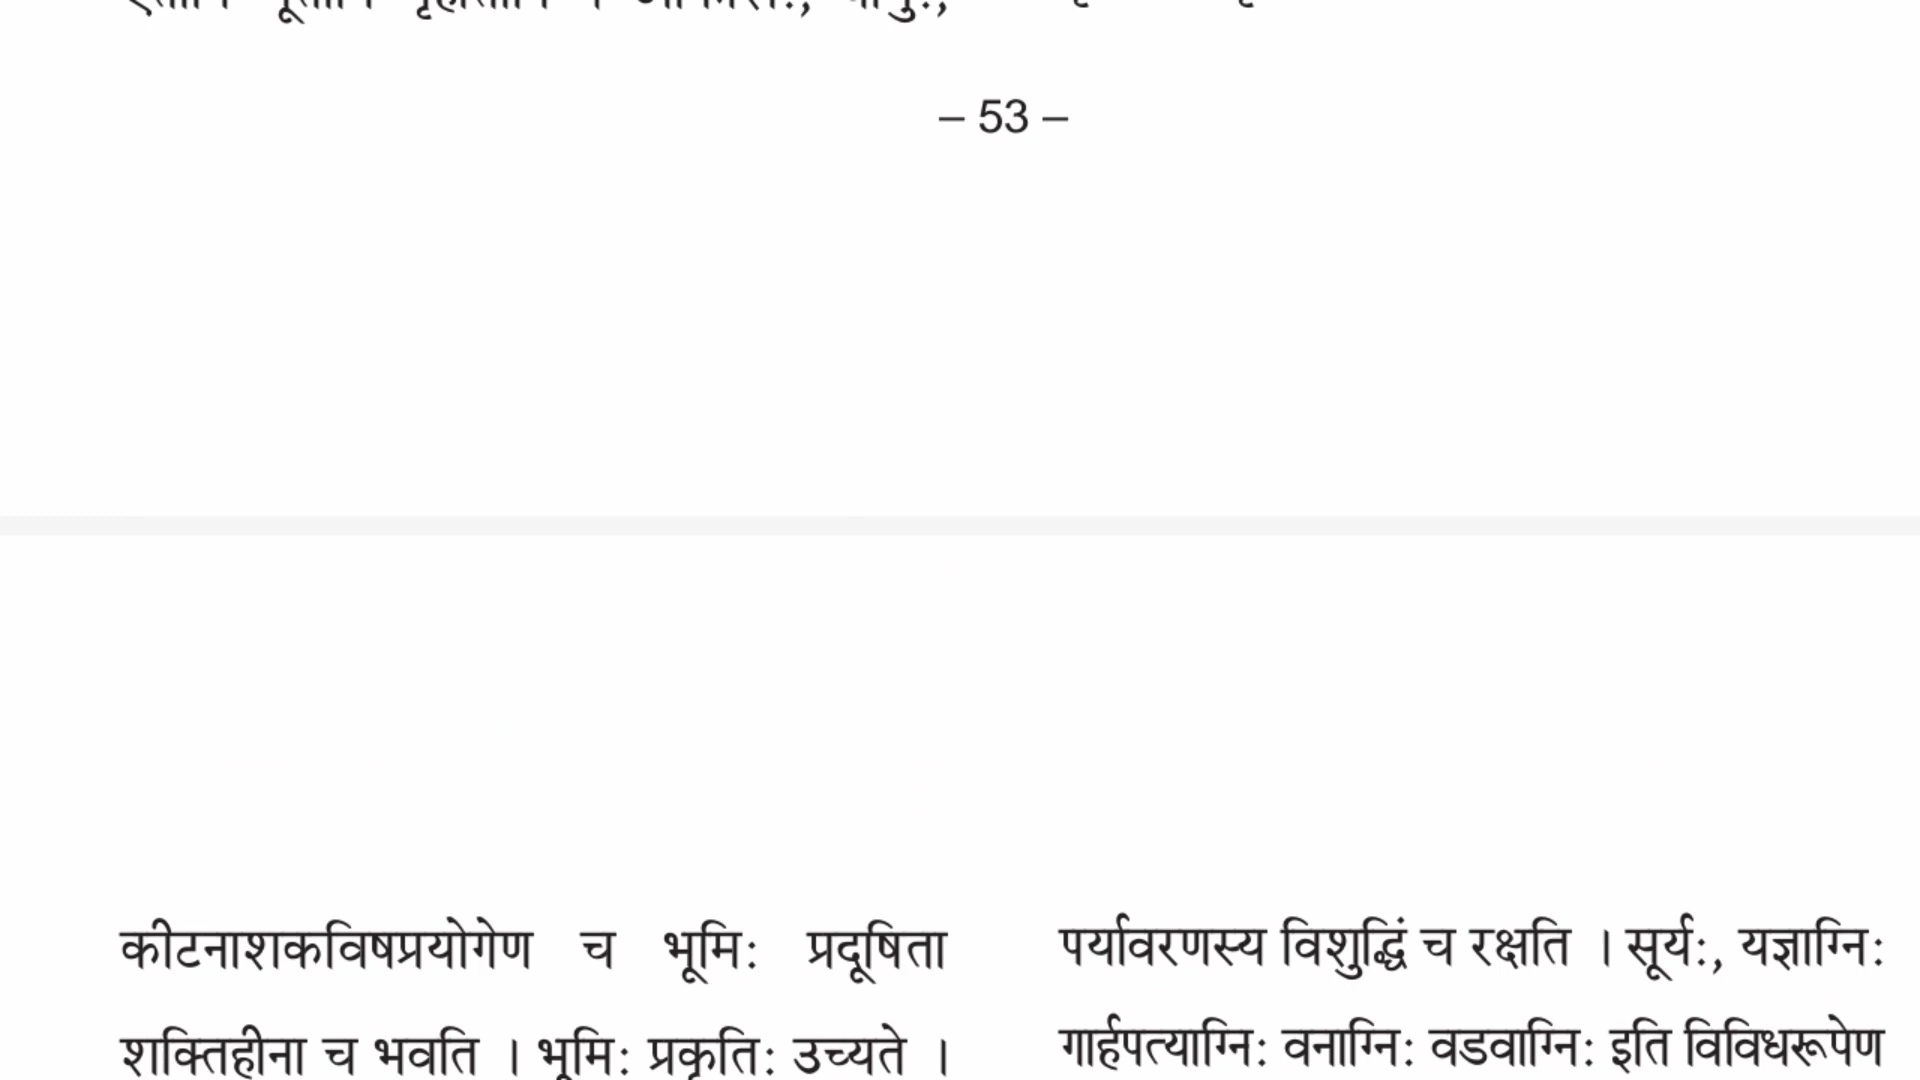 – 53 –
कीटनाशकविषप्रयोगेण च भूमिः प्रदूषिता
शक्तिहीना च भवति । भूमिः प्रकृतिः उच्यते ।
पर्यावरणस्य विशुद्धिं च रक्षति । सूर्यः, यज्ञाग्निः
गार्हपत्याग्निः वनाग्निः वडवाग्निः इति विविधरूपेण